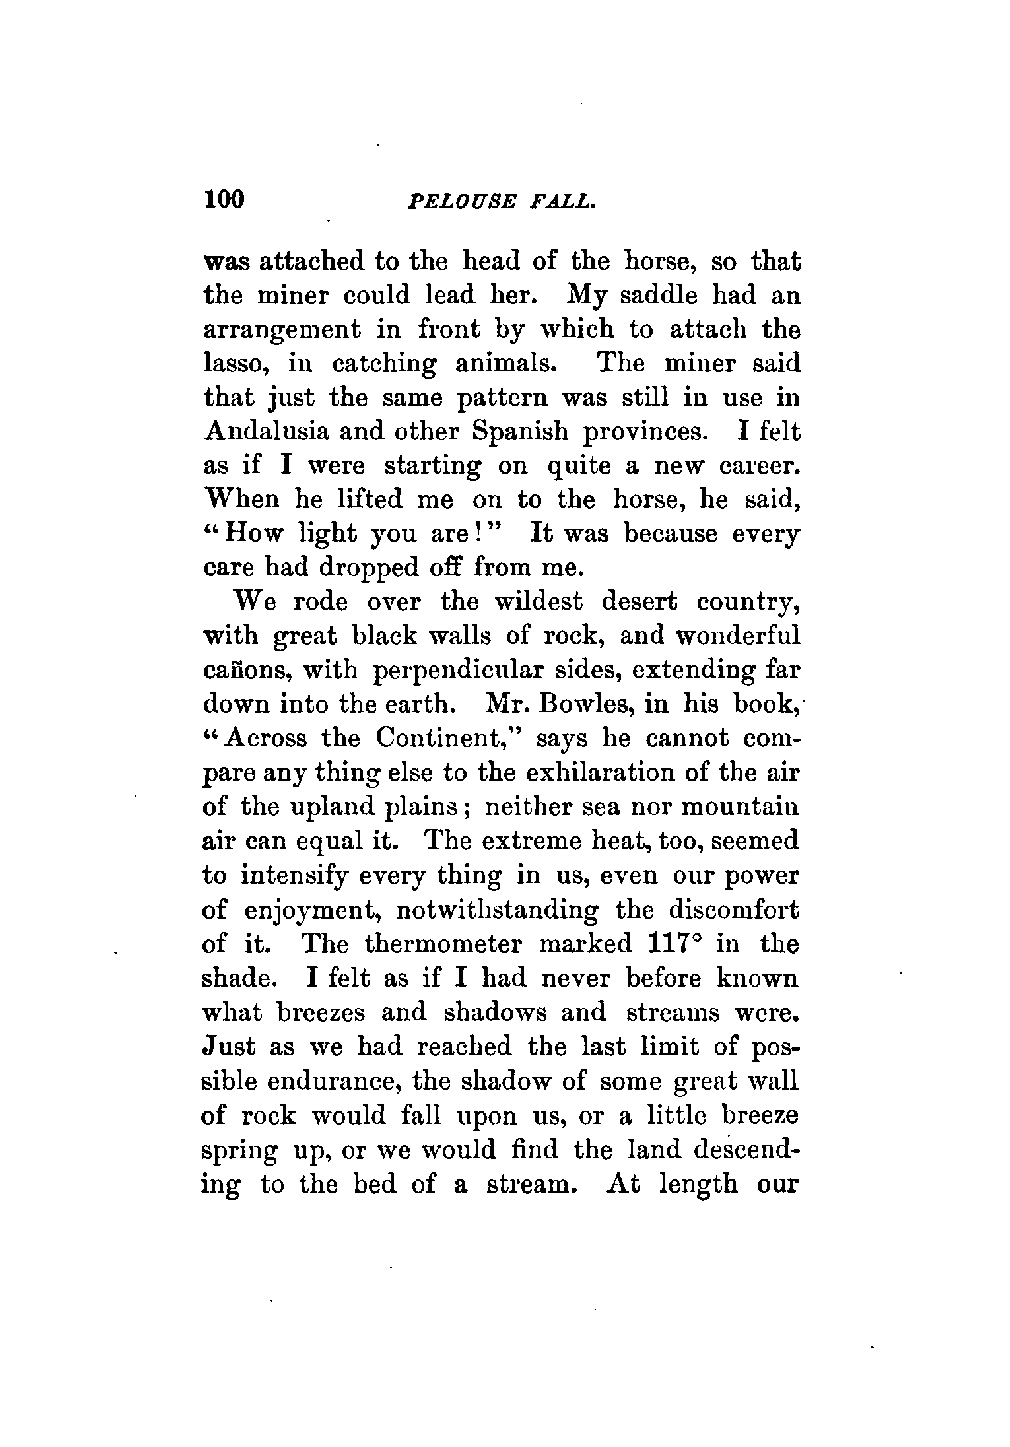 100 PELOUSE FALL.
was attached to the head of the horse, so that
the miner could lead her. My saddle had an
arrangement in front by which to attach the
lasso, in catching animals. The miner said
that just the same pattern was still in use in
Andalusia and other Spanish provinces. I felt
as if I were starting on quite a new career.
When he lifted me on to the horse, he said,
“How light you are!” It was because every
care had dropped off from me.
We rode over the wildest desert country,
with great black walls of rock, and wonderful
cañons, with perpendicular sides, extending far
down into the earth. Mr. Bowles, in his book,
“Across the Continent,” says he cannot com-
pare any thing else to the exhilaration of the air
of the upland plains; neither sea nor mountain
air can equal it. The extreme heat, too, seemed
to intensify every thing in us, even our power
of enjoyment, notwithstanding the discomfort
of it. The thermometer marked 117° in the
shade. I felt as if I had never before known
what breezes and shadows and streams were.
Just as we had reached the last limit of pos-
sible endurance, the shadow of some great wall
of rock would fall upon us, or a little breeze
spring up, or we would find the land descend-
ing to the bed of a stream. At length our